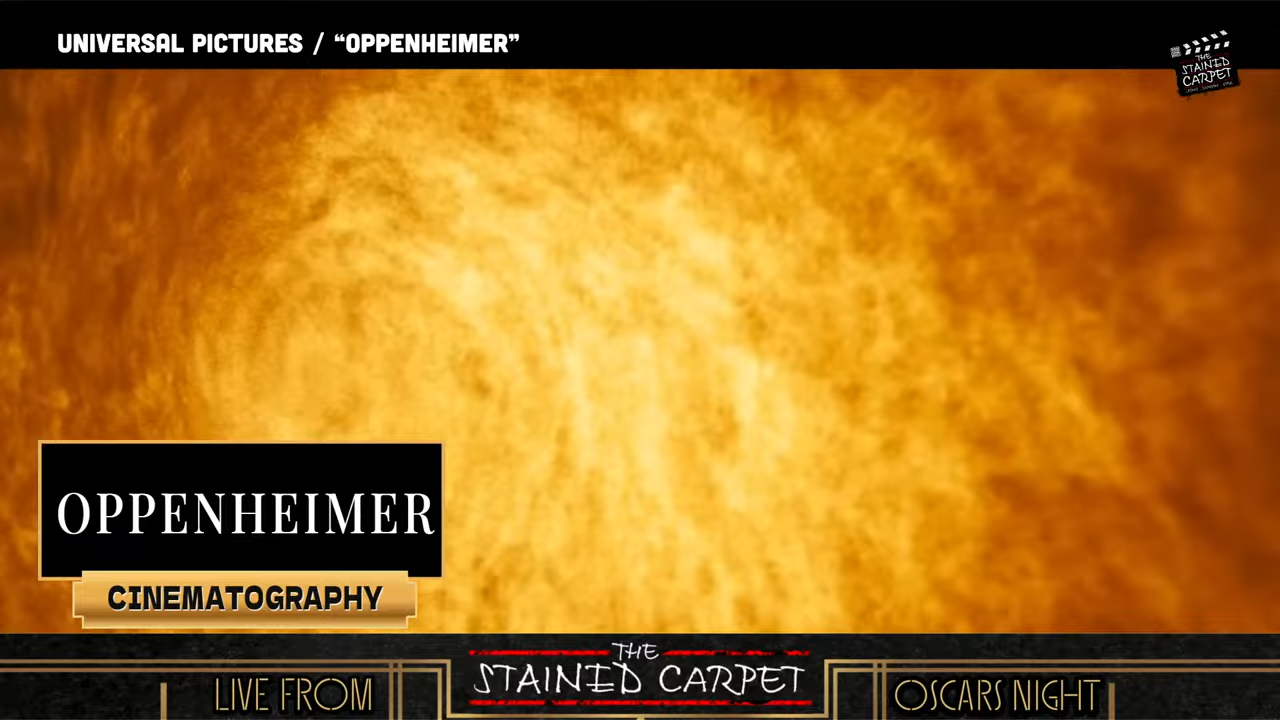 UNIVERSAL PICTURES / “OPPENHEIMER”
THE
STAINED
CARPET
OPPENHEIMER
CINEMATOGRAPHY
THE
STAINED CARPET
LIVE FROM
OSCARS NIGHT